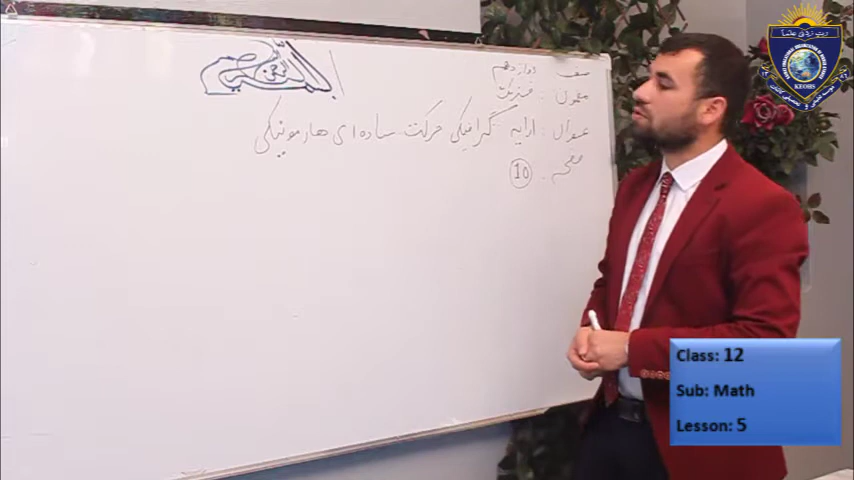 بسم الله الرحمن الرحیم
صنف دوازدهم
مضمون : فزیک
عنوان : ارایه گرافیکی حرکت ساده ای هارمونیکی
صفحه : 10
KEOHS
Class: 12
Sub: Math
Lesson: 5